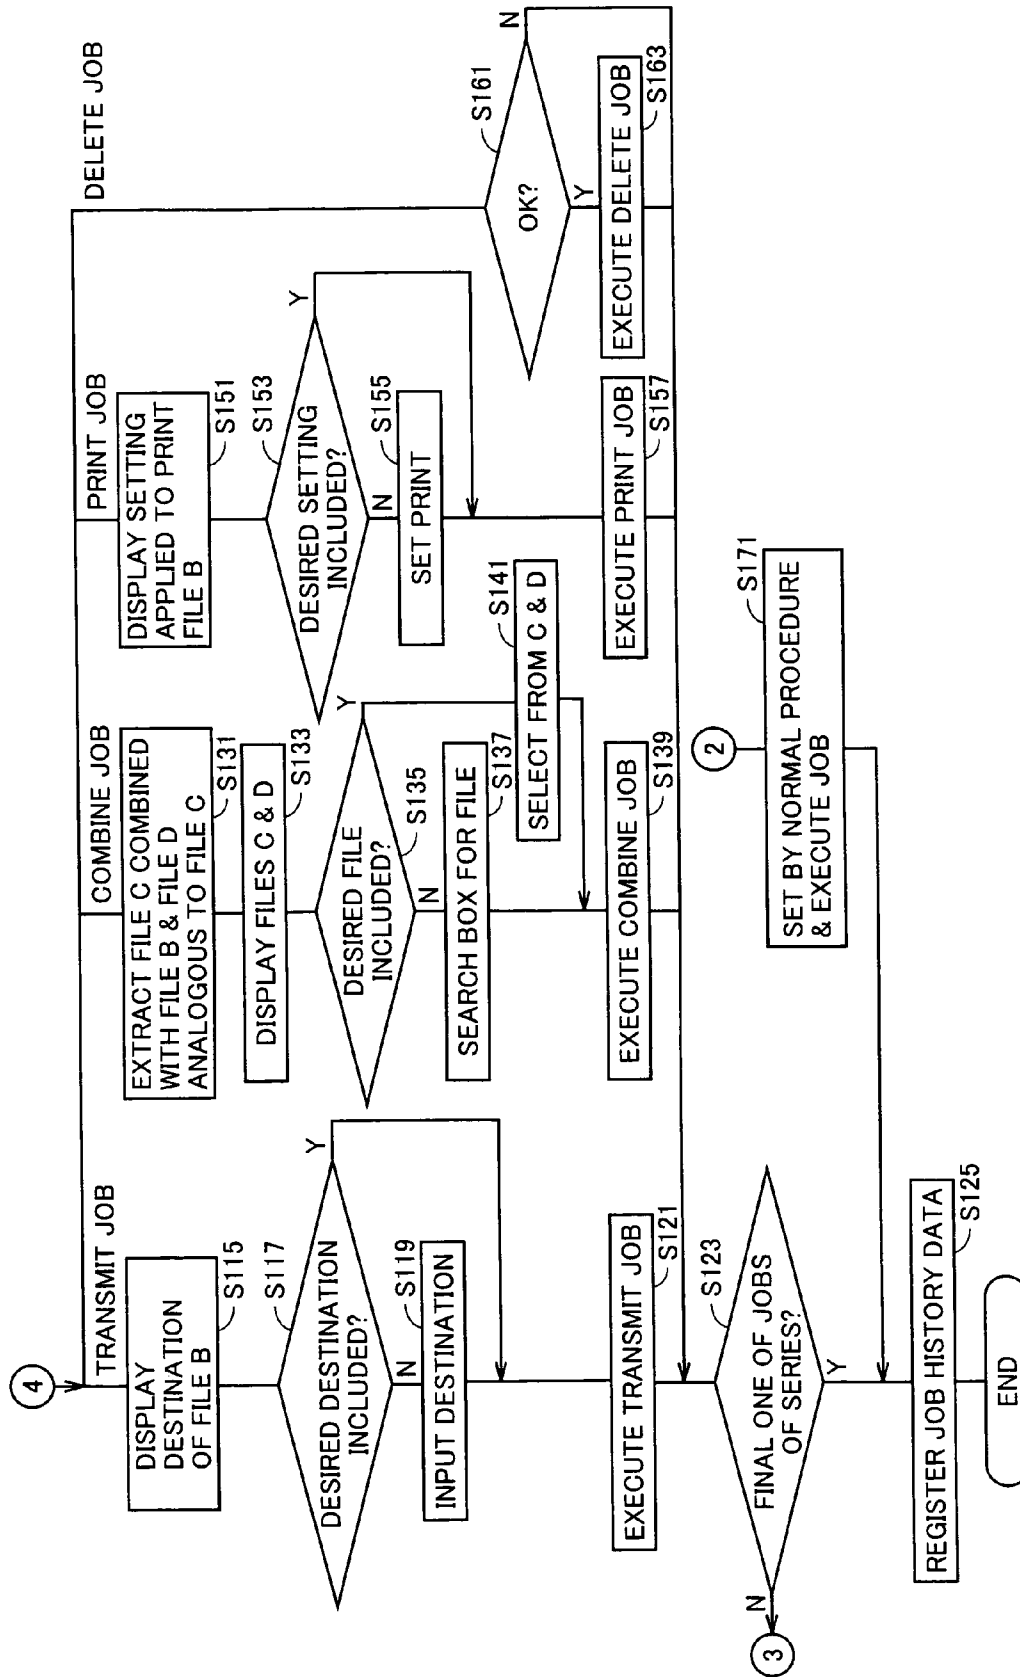 4
TRANSMIT JOB
DISPLAY
DESTINATION
OF FILE B
S115
DESIRED DESTINATION
INCLUDED?
S117
Y
N
INPUT DESTINATION
S119
EXECUTE TRANSMIT JOB
S121
FINAL ONE OF JOBS
OF SERIES?
S123
N
3
Y
REGISTER JOB HISTORY DATA
S125
END
COMBINE JOB
EXTRACT FILE C COMBINED
WITH FILE B & FILE D
ANALOGOUS TO FILE C
S131
DISPLAY FILES C & D
S133
DESIRED FILE
INCLUDED?
S135
Y
N
SEARCH BOX FOR FILE
S137
SELECT FROM C & D
S141
EXECUTE COMBINE JOB
S139
2
SET BY NORMAL PROCEDURE
& EXECUTE JOB
S171
PRINT JOB
DISPLAY SETTING
APPLIED TO PRINT
FILE B
S151
DESIRED SETTING
INCLUDED?
S153
Y
N
SET PRINT
S155
EXECUTE PRINT JOB
S157
DELETE JOB
OK?
S161
N
Y
EXECUTE DELETE JOB
S163